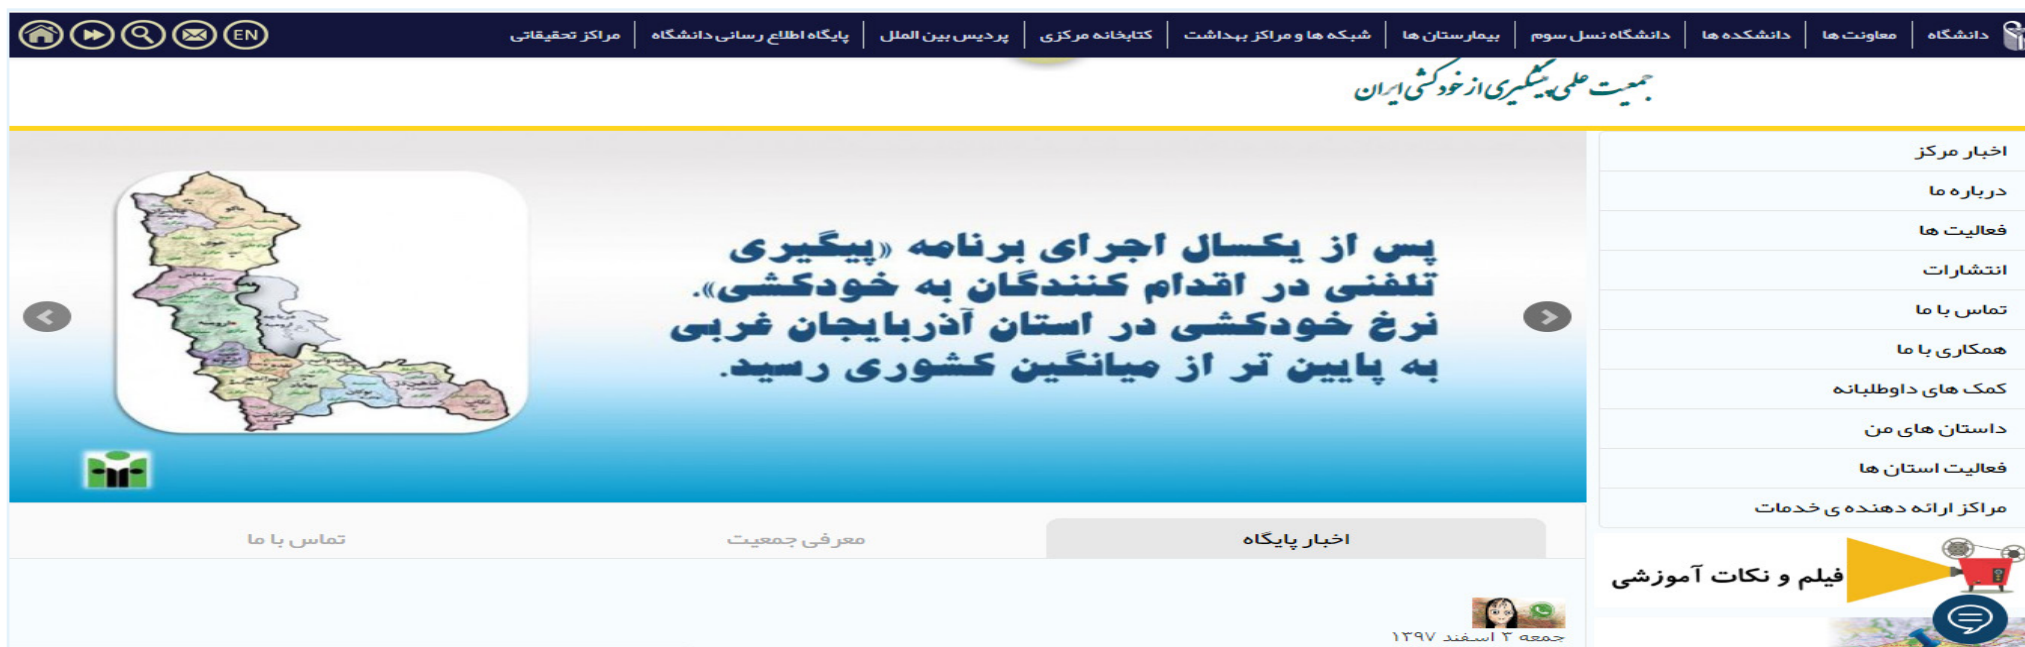 دانشگاه
معاونت ها
دانشکده ها
دانشگاه نسل سوم
بیمارستان ها
شبکه ها و مراکز بهداشت
کتابخانه مرکزی
پردیس بین الملل
پایگاه اطلاع رسانی دانشگاه
مراکز تحقیقاتی
EN
جمعیت علمی پیشگیری از خودکشی ایران
اخبار مرکز
درباره ما
فعالیت ها
انتشارات
تماس با ما
همکاری با ما
کمک های داوطلبانه
داستان های من
فعالیت استان ها
مراکز ارائه دهنده ی خدمات
فیلم و نکات آموزشی
پس از یکسال اجرای برنامه «پیگیری
تلفنی در اقدام کنندگان به خودکشی».
نرخ خودکشی در استان آذربایجان غربی
به پایین تر از میانگین کشوری رسید.
اخبار پایگاه
معرفی جمعیت
تماس با ما
جمعه ۳ اسفند ۱۳۹۷